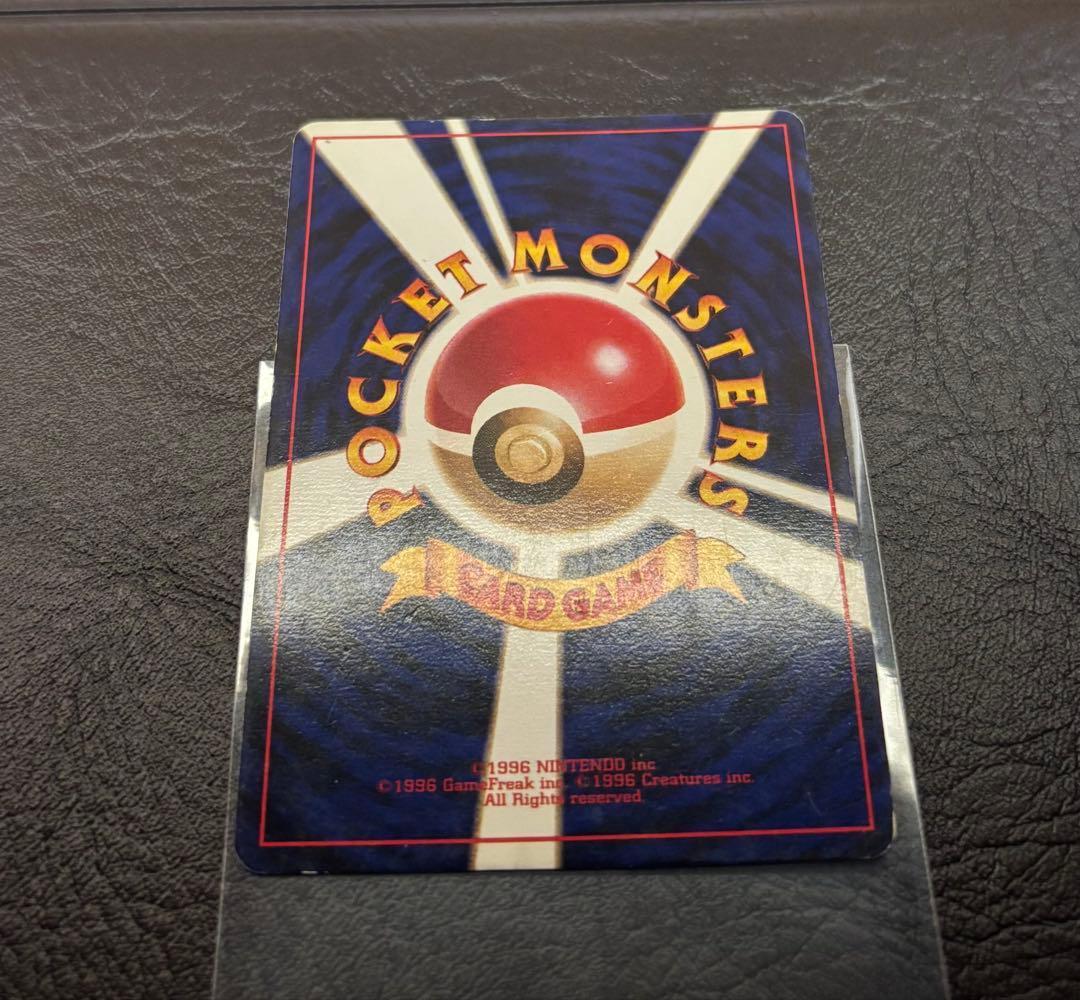 POCKET MONSTERS
CARD GAME
©1996 NINTENDO inc
©1996 GameFreak inc. ©1996 Creatures inc.
All Rights reserved.